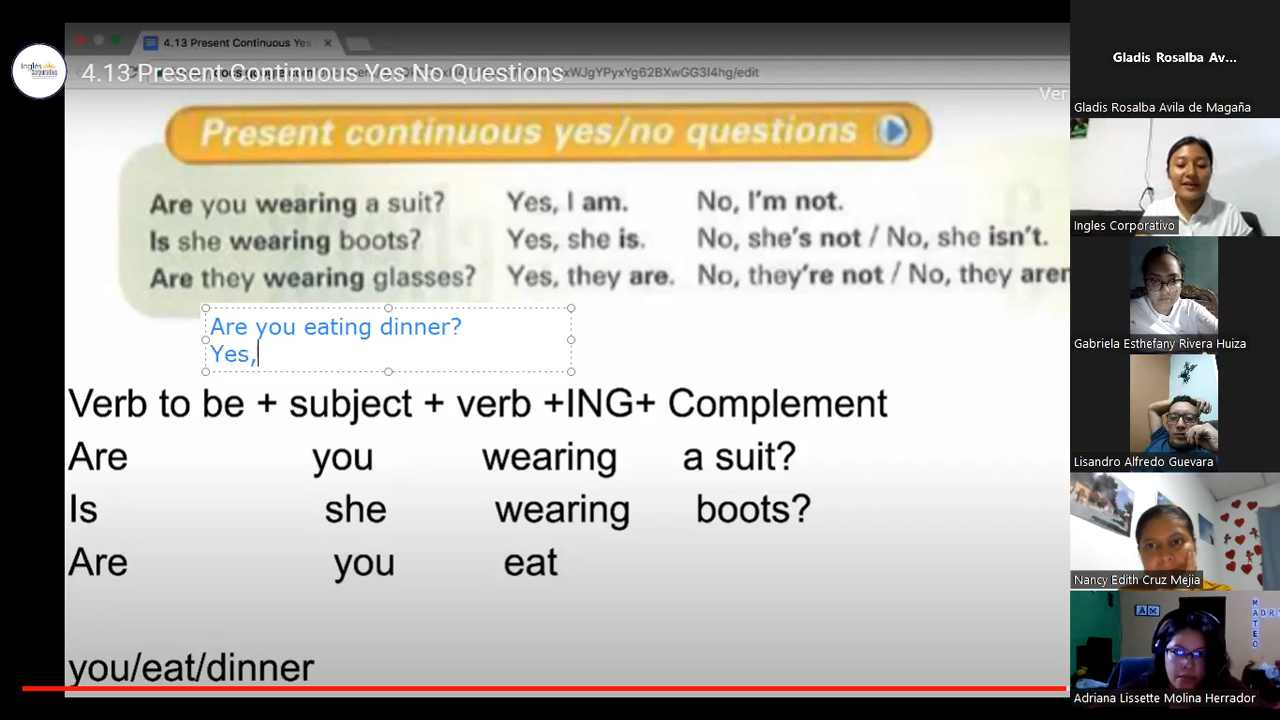 4.13 Present Continuous Yes
Inglés
Corporativo
4.13 Present Continuous Yes No Questions
Ver
Present continuous yes/no questions
Are you wearing a suit? Yes, I am. No, I'm not.
Is she wearing boots? Yes, she is. No, she's not / No, she isn't.
Are they wearing glasses? Yes, they are. No, they're not / No, they aren
Are you eating dinner?
Yes,
Verb to be + subject + verb +ING+ Complement
Are you wearing a suit?
Is she wearing boots?
Are you eat
you/eat/dinner
Gladis Rosalba Av...
Gladis Rosalba Avila de Magaña
Ingles Corporativo
Gabriela Esthefany Rivera Huiza
Lisandro Alfredo Guevara
Nancy Edith Cruz Mejia
MATEO
Adriana Lissette Molina Herrador